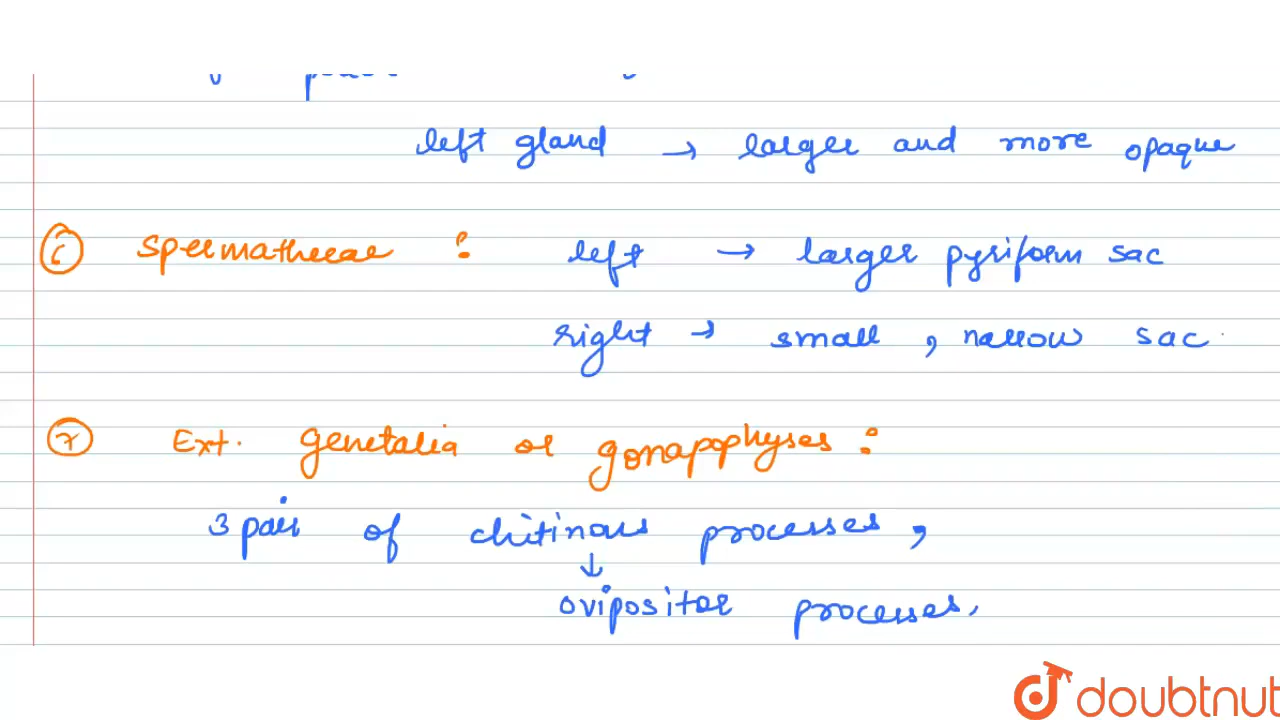 left gland → larger and more opaque
6 Spermathecae : left → larger pyriform sac
right → small, narrow sac
7 Ext. genetalia or gonapophyses :
3 pair of chitinous processes,
↓
ovipositor processes,
doubtnut